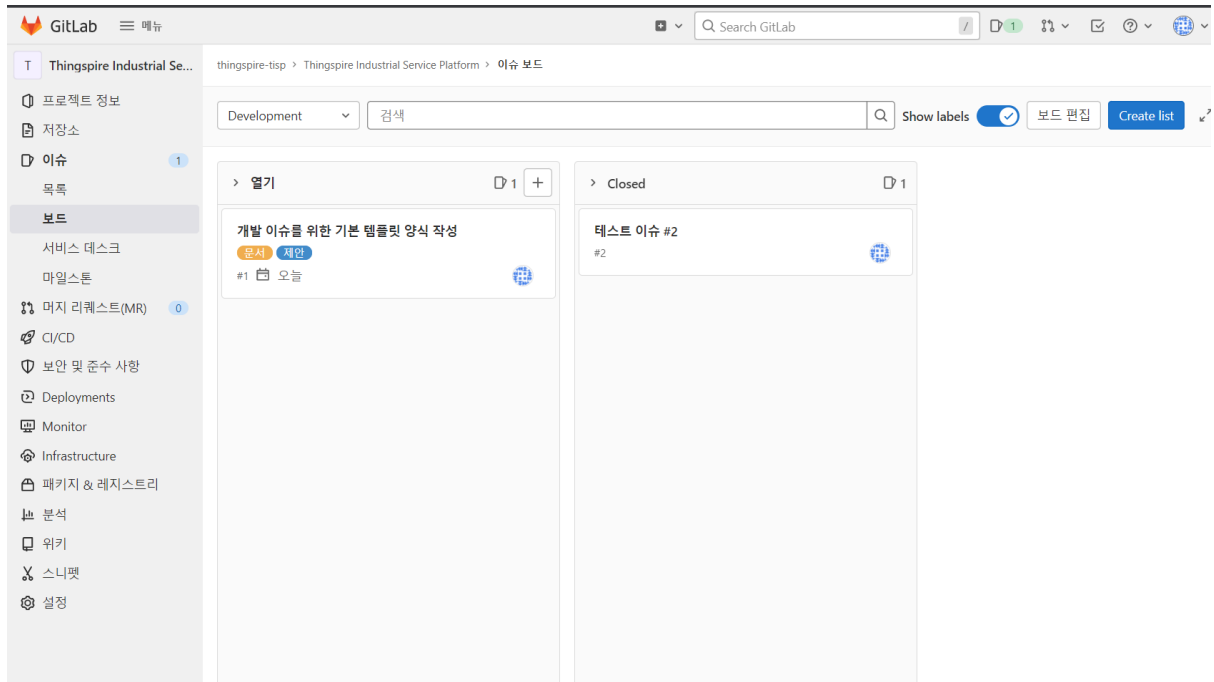 GitLab 메뉴 Search GitLab / 1
T Thingspire Industrial Se...
thingspire-tisp > Thingspire Industrial Service Platform > 이슈 보드
프로젝트 정보
저장소
이슈 1
목록
보드
서비스 데스크
마일스톤
머지 리퀘스트(MR) 0
CI/CD
보안 및 준수 사항
Deployments
Monitor
Infrastructure
패키지 & 레지스트리
분석
위키
스니펫
설정
Development 검색 Show labels 보드 편집 Create list
열기 1 +
개발 이슈를 위한 기본 템플릿 양식 작성
문서 제안
#1 오늘
Closed 1
테스트 이슈 #2
#2